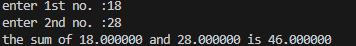 enter 1st no. :18
enter 2nd no. :28
the sum of 18.000000 and 28.000000 is 46.000000